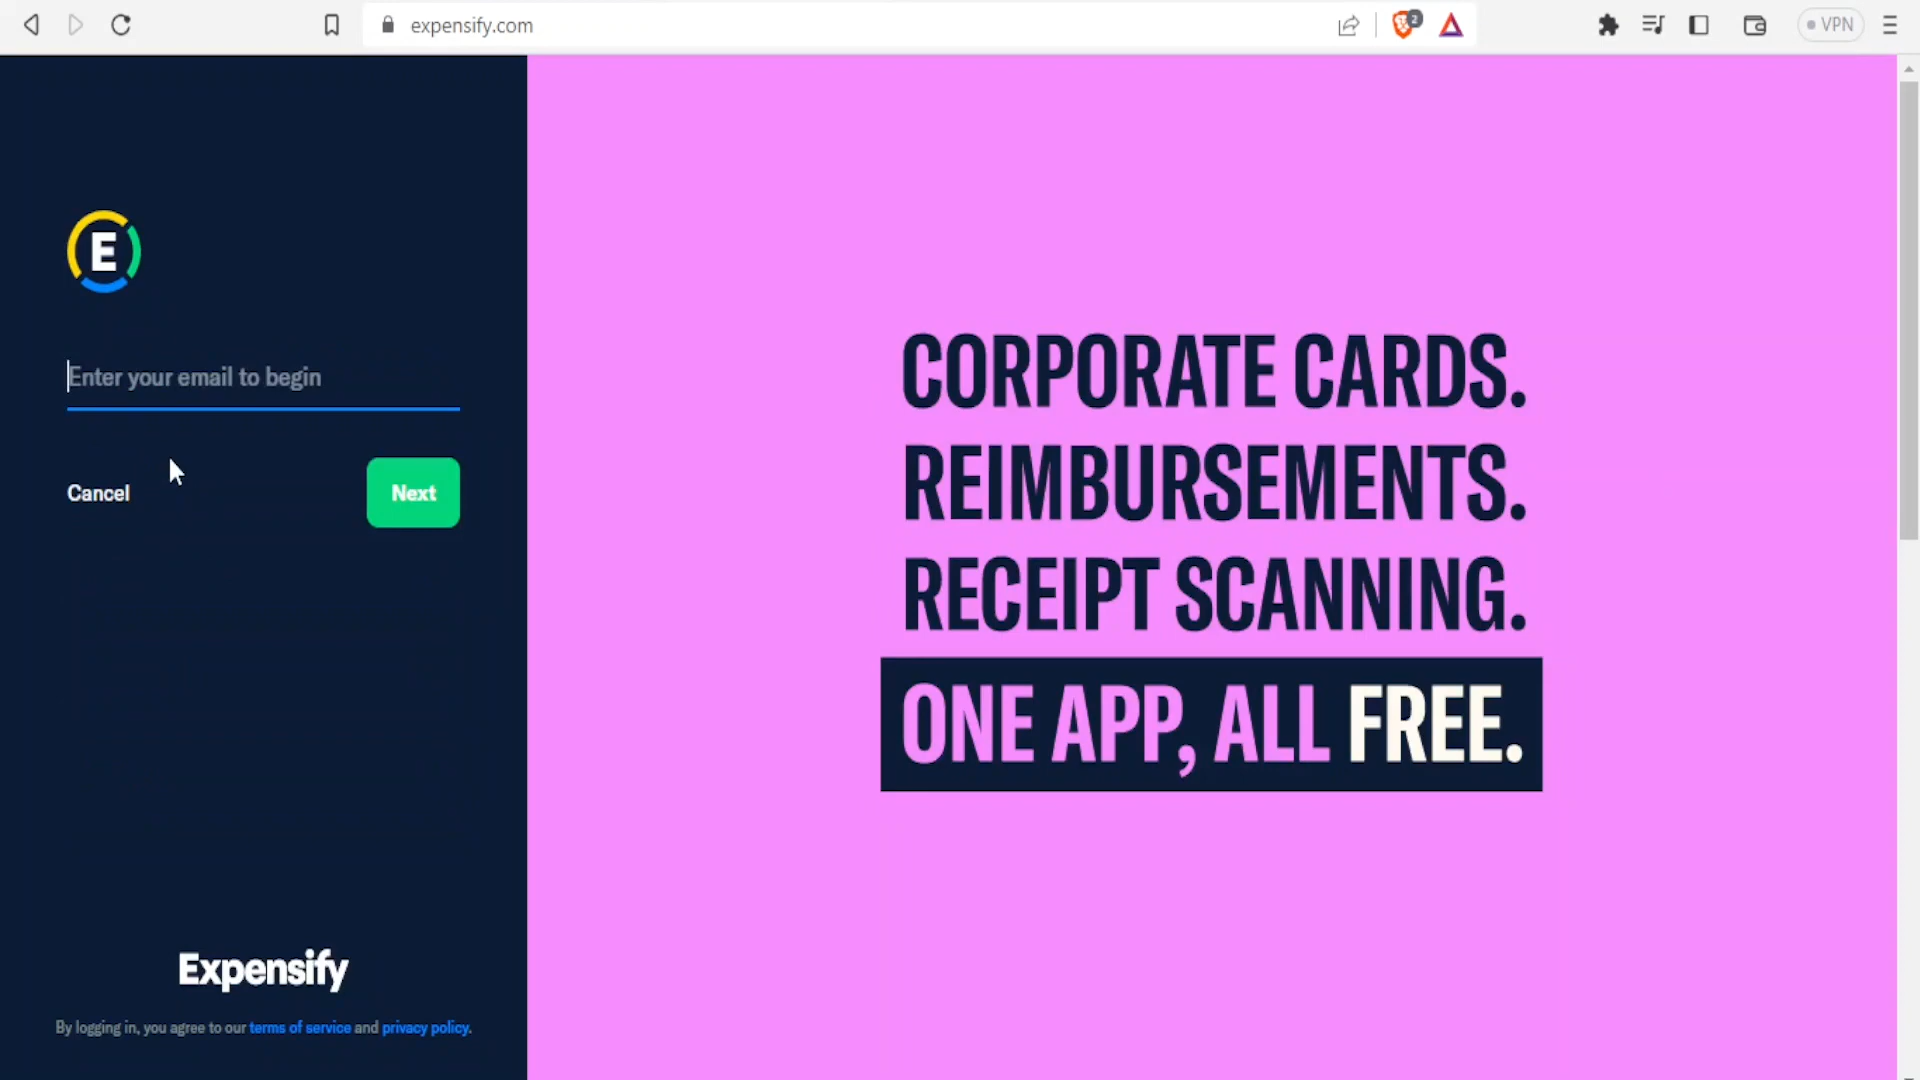 expensify.com
2
VPN
E
Enter your email to begin
Cancel
Next
Expensify
By logging in, you agree to our terms of service and privacy policy.
CORPORATE CARDS.
REIMBURSEMENTS.
RECEIPT SCANNING.
ONE APP, ALL FREE.